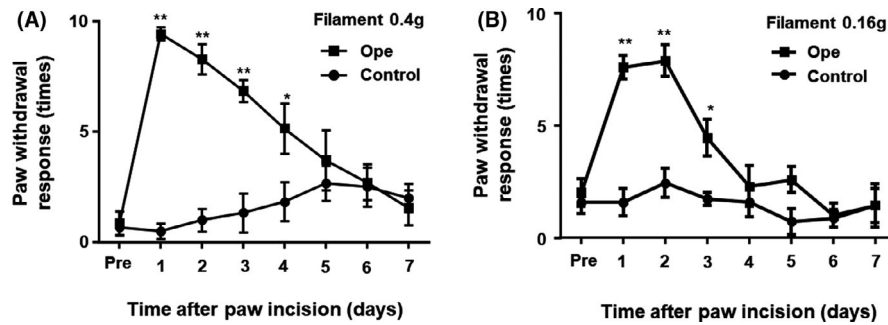 (A)
Filament 0.4g
Ope
Control
Paw withdrawal
response (times)
10
5
0
** ** ** *
Pre 1 2 3 4 5 6 7
Time after paw incision (days)
(B)
Filament 0.16g
Ope
Control
Paw withdrawal
response (times)
10
5
0
** ** *
Pre 1 2 3 4 5 6 7
Time after paw incision (days)